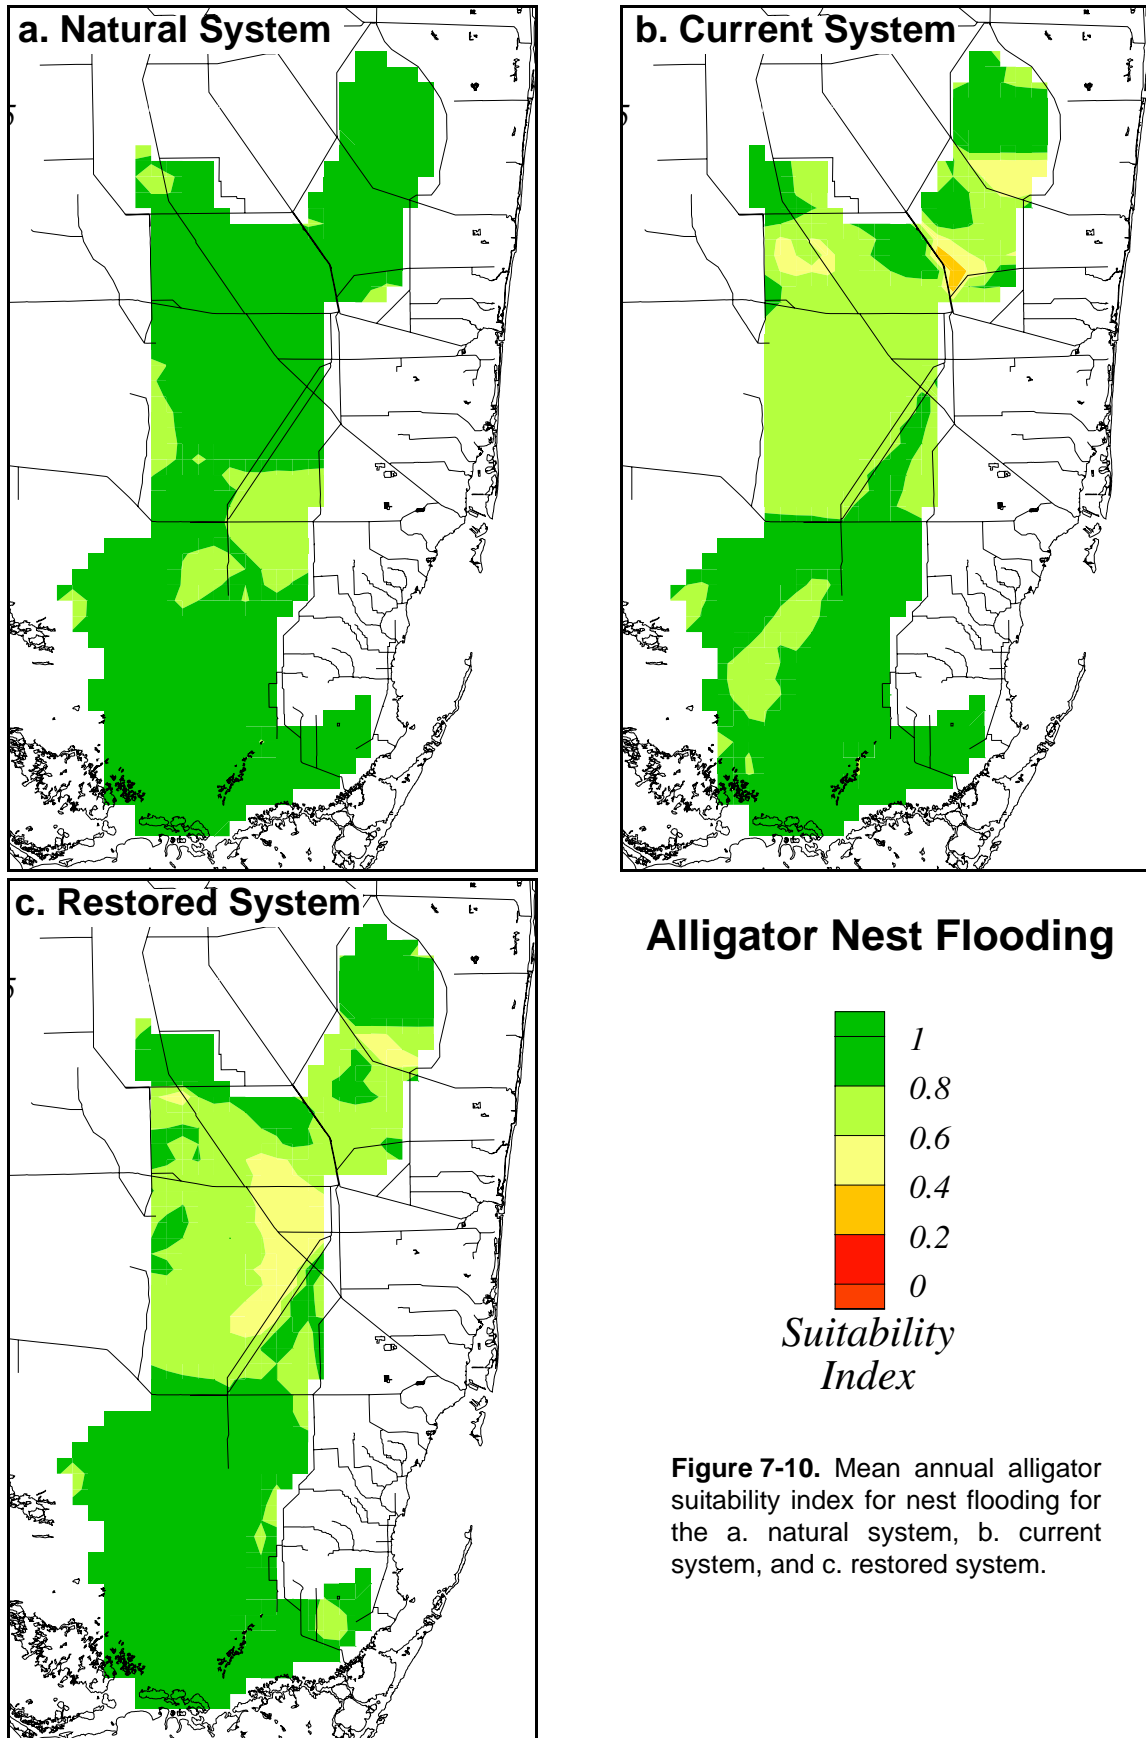 a. Natural System
b. Current System
c. Restored System
Alligator Nest Flooding
1
0.8
0.6
0.4
0.2
0
Suitability
Index
Figure 7-10. Mean annual alligator
suitability index for nest flooding for
the a. natural system, b. current
system, and c. restored system.